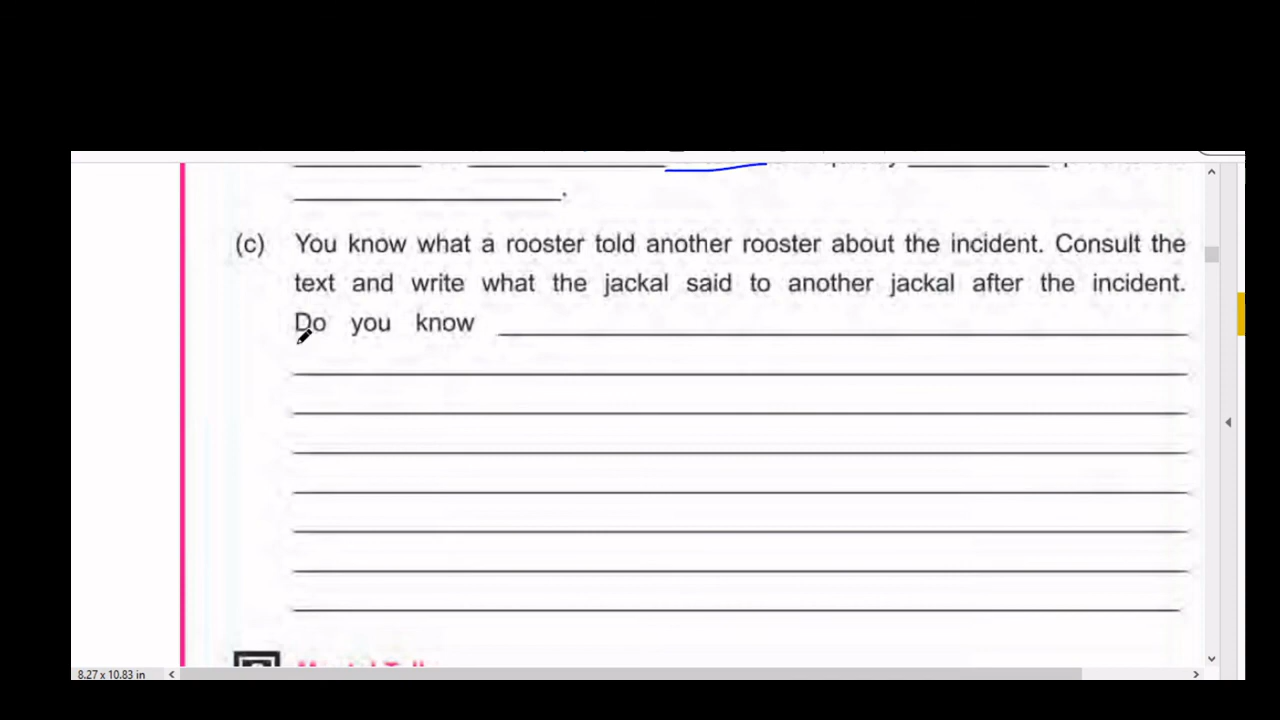 (c) You know what a rooster told another rooster about the incident. Consult the
text and write what the jackal said to another jackal after the incident.
Do you know
8.27 x 10.83 in